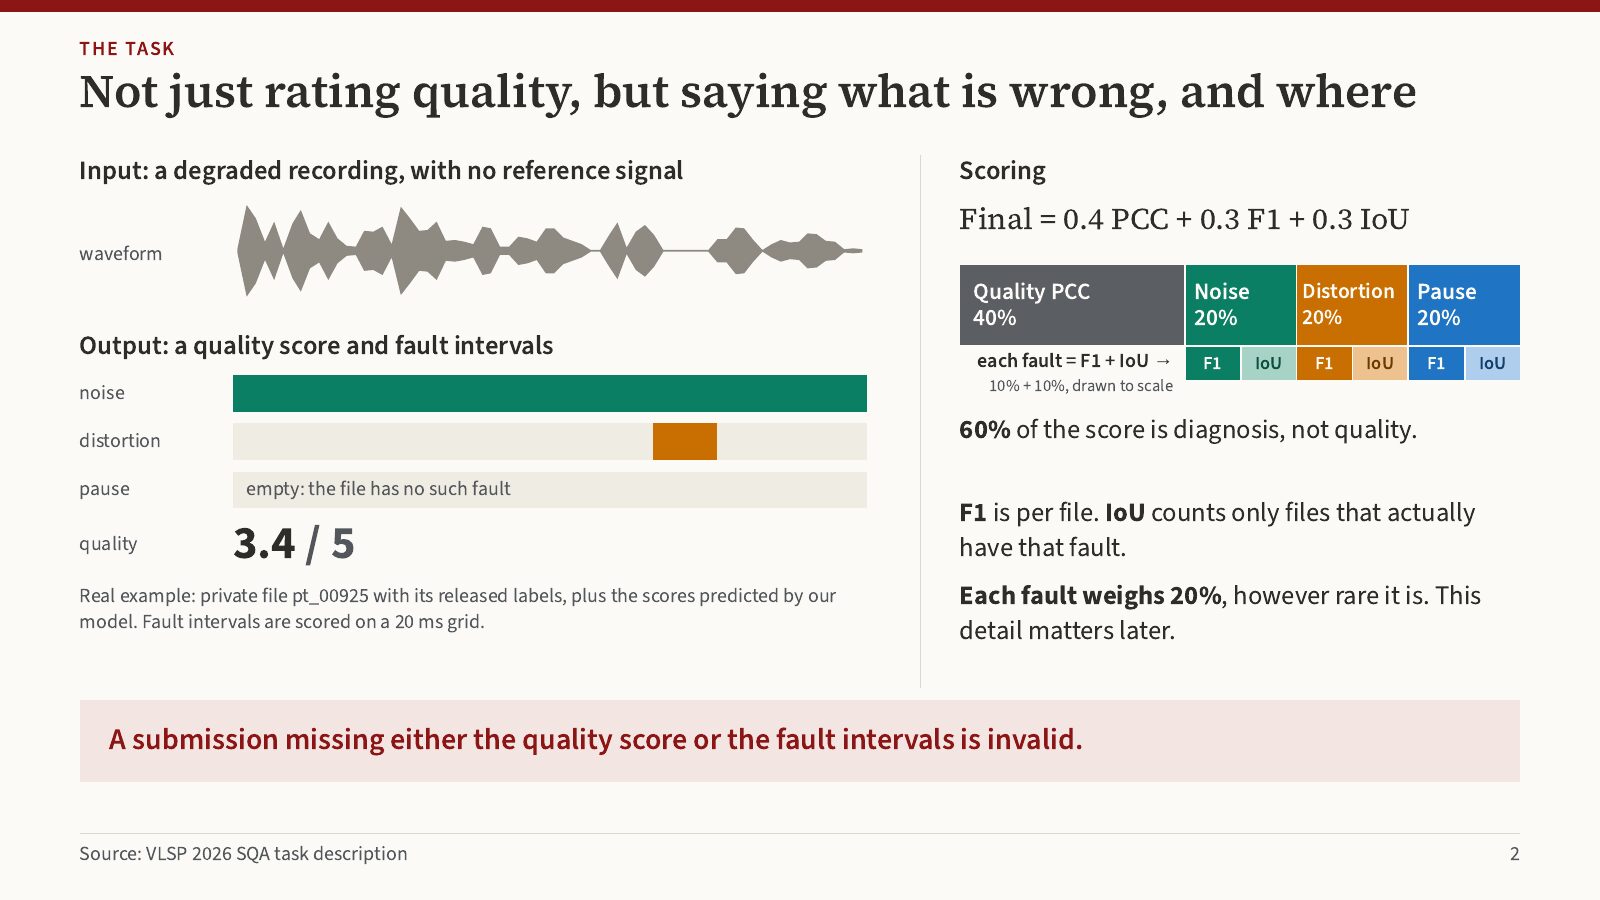 THE TASK
Not just rating quality, but saying what is wrong, and where
Input: a degraded recording, with no reference signal
waveform
Output: a quality score and fault intervals
noise
distortion
pause
empty: the file has no such fault
quality
3.4 / 5
Real example: private file pt_00925 with its released labels, plus the scores predicted by our
model. Fault intervals are scored on a 20 ms grid.
Scoring
Final = 0.4 PCC + 0.3 F1 + 0.3 IoU
Quality PCC
40%
Noise
20%
Distortion
20%
Pause
20%
each fault = F1 + IoU →
10% + 10%, drawn to scale
F1 IoU F1 IoU F1 IoU
60% of the score is diagnosis, not quality.
F1 is per file. IoU counts only files that actually
have that fault.
Each fault weighs 20%, however rare it is. This
detail matters later.
A submission missing either the quality score or the fault intervals is invalid.
Source: VLSP 2026 SQA task description
2